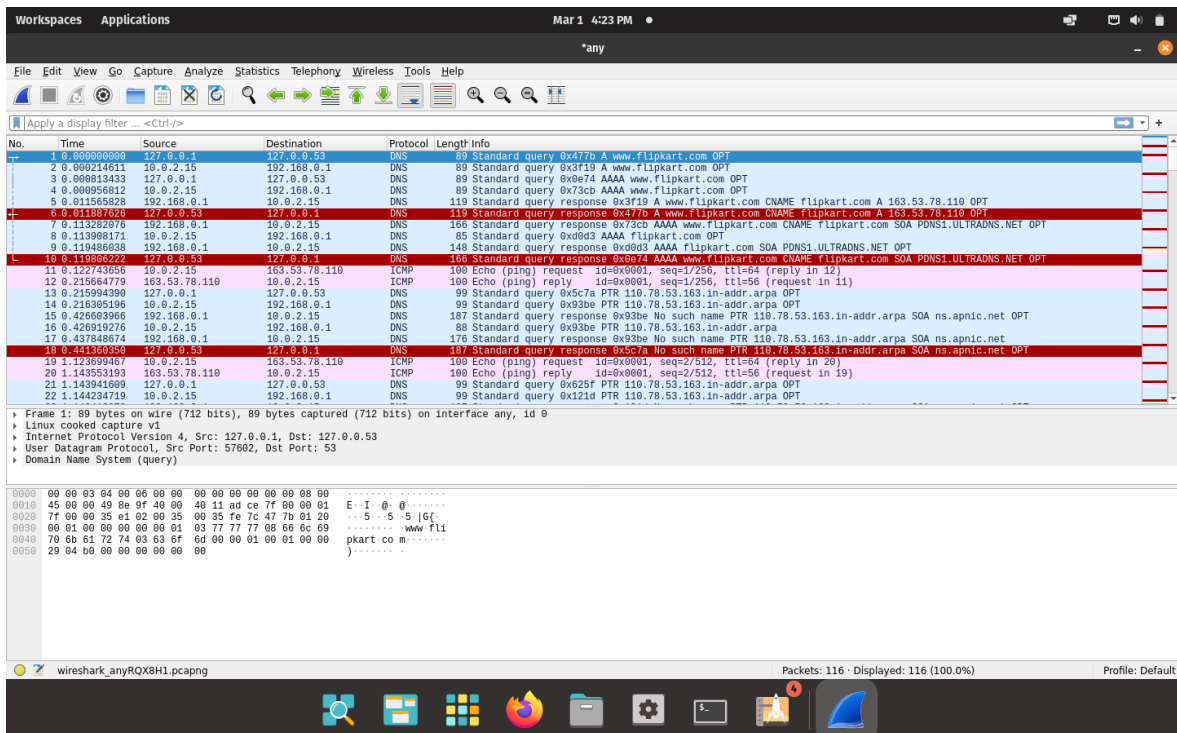 Workspaces Applications Mar 1 4:23 PM
*any
File Edit View Go Capture Analyze Statistics Telephony Wireless Tools Help
Apply a display filter ... <Ctrl-/> +
No. Time Source Destination Protocol Length Info
1 0.000000000 127.0.0.1 127.0.0.53 DNS 89 Standard query 0x477b A www.flipkart.com OPT
2 0.000214611 10.0.2.15 192.168.0.1 DNS 89 Standard query 0x3f19 A www.flipkart.com OPT
3 0.000813433 127.0.0.1 127.0.0.53 DNS 89 Standard query 0x0e74 AAAA www.flipkart.com OPT
4 0.000956812 10.0.2.15 192.168.0.1 DNS 89 Standard query 0x73cb AAAA www.flipkart.com OPT
5 0.011565828 192.168.0.1 10.0.2.15 DNS 119 Standard query response 0x3f19 A www.flipkart.com CNAME flipkart.com A 163.53.78.110 OPT
6 0.011887626 127.0.0.53 127.0.0.1 DNS 119 Standard query response 0x477b A www.flipkart.com CNAME flipkart.com A 163.53.78.110 OPT
7 0.113282076 192.168.0.1 10.0.2.15 DNS 166 Standard query response 0x73cb AAAA www.flipkart.com CNAME flipkart.com SOA PDNS1.ULTRADNS.NET OPT
8 0.113908171 10.0.2.15 192.168.0.1 DNS 85 Standard query 0xd0d3 AAAA flipkart.com OPT
9 0.119486038 192.168.0.1 10.0.2.15 DNS 148 Standard query response 0xd0d3 AAAA flipkart.com SOA PDNS1.ULTRADNS.NET OPT
10 0.119806222 127.0.0.53 127.0.0.1 DNS 166 Standard query response 0x0e74 AAAA www.flipkart.com CNAME flipkart.com SOA PDNS1.ULTRADNS.NET OPT
11 0.122743656 10.0.2.15 163.53.78.110 ICMP 100 Echo (ping) request id=0x0001, seq=1/256, ttl=64 (reply in 12)
12 0.215664779 163.53.78.110 10.0.2.15 ICMP 100 Echo (ping) reply id=0x0001, seq=1/256, ttl=56 (request in 11)
13 0.215994390 127.0.0.1 127.0.0.53 DNS 99 Standard query 0x5c7a PTR 110.78.53.163.in-addr.arpa OPT
14 0.216305196 10.0.2.15 192.168.0.1 DNS 99 Standard query 0x93be PTR 110.78.53.163.in-addr.arpa OPT
15 0.426603966 192.168.0.1 10.0.2.15 DNS 187 Standard query response 0x93be No such name PTR 110.78.53.163.in-addr.arpa SOA ns.apnic.net OPT
16 0.426919276 10.0.2.15 192.168.0.1 DNS 88 Standard query 0x93be PTR 110.78.53.163.in-addr.arpa
17 0.437848674 192.168.0.1 10.0.2.15 DNS 176 Standard query response 0x93be No such name PTR 110.78.53.163.in-addr.arpa SOA ns.apnic.net
18 0.441360350 127.0.0.53 127.0.0.1 DNS 187 Standard query response 0x5c7a No such name PTR 110.78.53.163.in-addr.arpa SOA ns.apnic.net OPT
19 1.123699467 10.0.2.15 163.53.78.110 ICMP 100 Echo (ping) request id=0x0001, seq=2/512, ttl=64 (reply in 20)
20 1.143553193 163.53.78.110 10.0.2.15 ICMP 100 Echo (ping) reply id=0x0001, seq=2/512, ttl=56 (request in 19)
21 1.143941609 127.0.0.1 127.0.0.53 DNS 99 Standard query 0x625f PTR 110.78.53.163.in-addr.arpa OPT
22 1.144234719 10.0.2.15 192.168.0.1 DNS 99 Standard query 0x121d PTR 110.78.53.163.in-addr.arpa OPT
Frame 1: 89 bytes on wire (712 bits), 89 bytes captured (712 bits) on interface any, id 0
Linux cooked capture v1
Internet Protocol Version 4, Src: 127.0.0.1, Dst: 127.0.0.53
User Datagram Protocol, Src Port: 57602, Dst Port: 53
Domain Name System (query)
0000 00 00 03 04 00 06 00 00 00 00 00 00 00 00 08 00 ········ ········
0010 45 00 00 49 8e 9f 40 00 40 11 ad ce 7f 00 00 01 E··I··@· @·······
0020 7f 00 00 35 e1 02 00 35 00 35 fe 7c 47 7b 01 20 ···5···5 ·5·|G{·
0030 00 01 00 00 00 00 00 01 03 77 77 77 08 66 6c 69 ········ ·www·fli
0040 70 6b 61 72 74 03 63 6f 6d 00 00 01 00 01 00 00 pkart·co m·······
0050 29 04 b0 00 00 00 00 00 00 )······· ·
wireshark_anyRQX8H1.pcapng Packets: 116 · Displayed: 116 (100.0%) Profile: Default
$_ 4